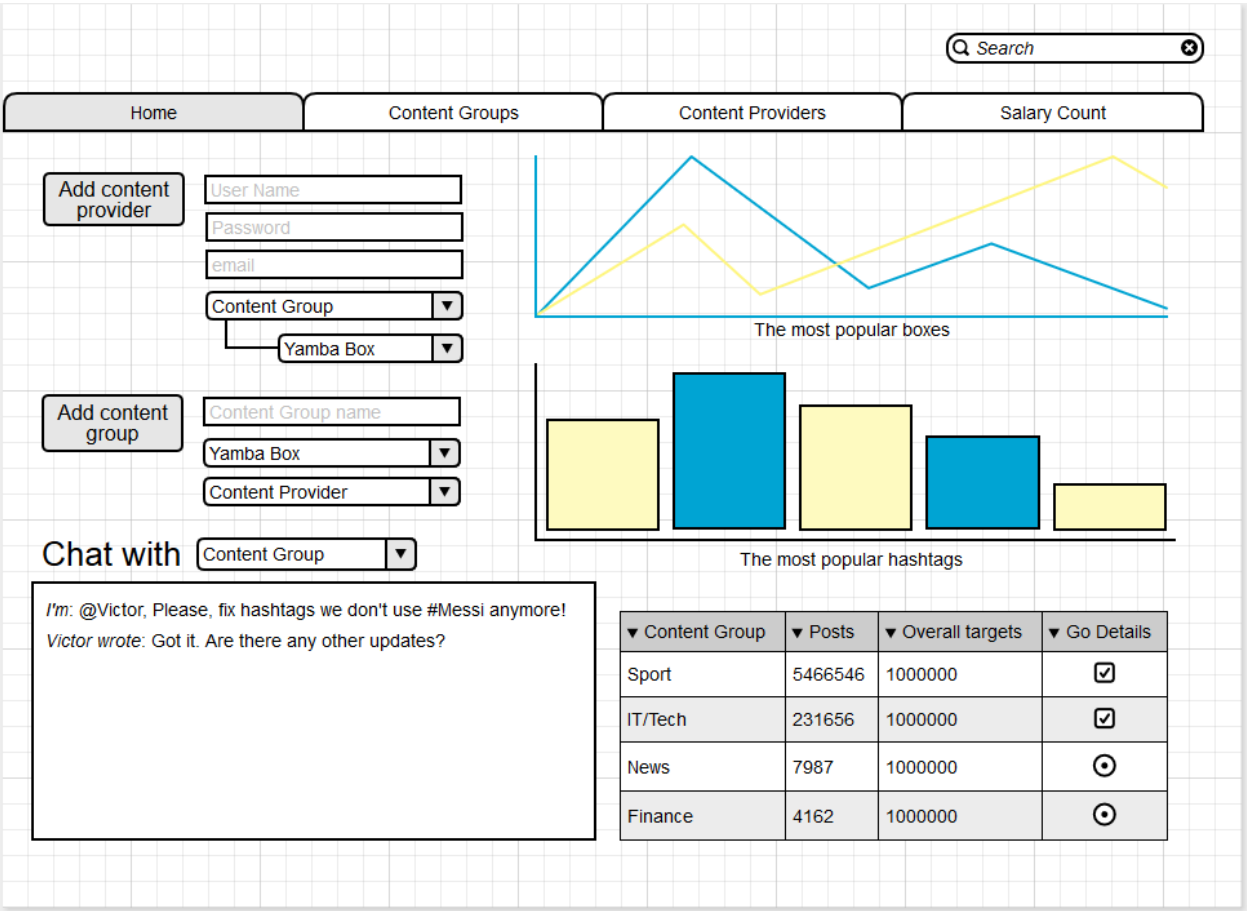 Search
Home
Content Groups
Content Providers
Salary Count
Add content
provider
User Name
Password
email
Content Group
Yamba Box
Add content
group
Content Group name
Yamba Box
Content Provider
The most popular boxes
The most popular hashtags
Chat with
Content Group
I'm: @Victor, Please, fix hashtags we don't use #Messi anymore!
Victor wrote: Got it. Are there any other updates?
Content Group Posts Overall targets Go Details
Sport 5466546 1000000
IT/Tech 231656 1000000
News 7987 1000000
Finance 4162 1000000